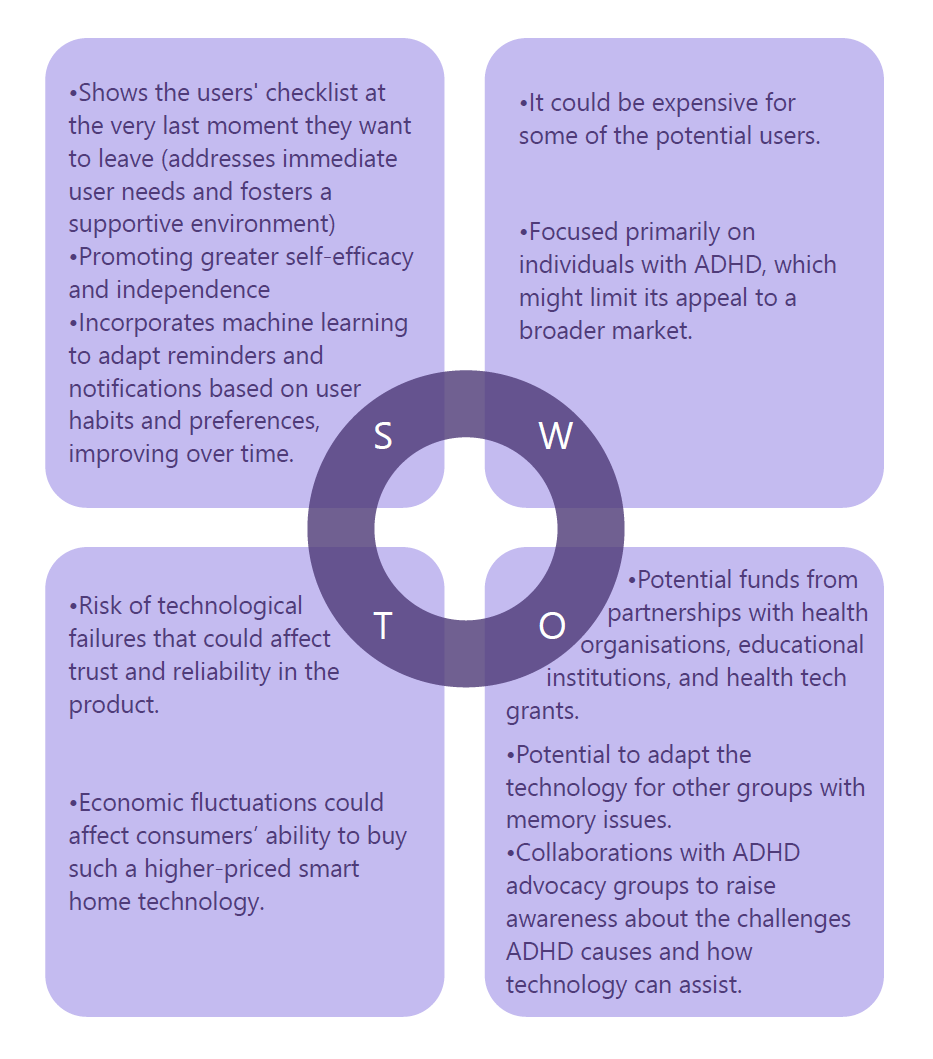 •Shows the users' checklist at
the very last moment they want
to leave (addresses immediate
user needs and fosters a
supportive environment)
•Promoting greater self-efficacy
and independence
•Incorporates machine learning
to adapt reminders and
notifications based on user
habits and preferences,
improving over time.
•It could be expensive for
some of the potential users.
•Focused primarily on
individuals with ADHD, which
might limit its appeal to a
broader market.
S
W
T
O
•Risk of technological
failures that could affect
trust and reliability in the
product.
•Economic fluctuations could
affect consumers’ ability to buy
such a higher-priced smart
home technology.
•Potential funds from
partnerships with health
organisations, educational
institutions, and health tech
grants.
•Potential to adapt the
technology for other groups with
memory issues.
•Collaborations with ADHD
advocacy groups to raise
awareness about the challenges
ADHD causes and how
technology can assist.